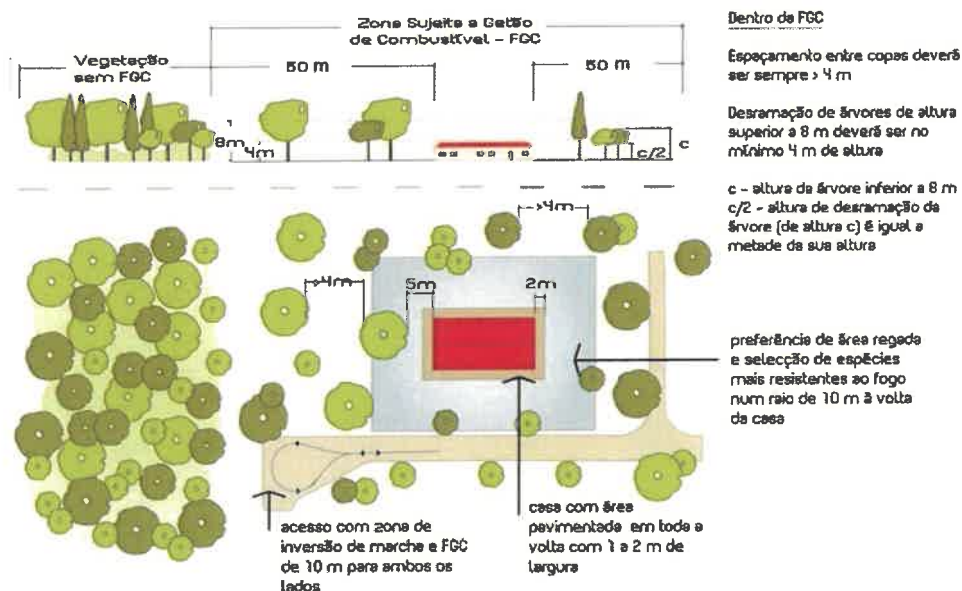 Zona Sujeita a Getão
de Combustível – FGC
Vegetação
sem FGC
50 m
50 m
8m
4m
c/2
c
Dentro da FGC
Espaçamento entre copas deverá
ser sempre > 4 m
Desramação de árvores de altura
superior a 8 m deverá ser no
mínimo 4 m de altura
c – altura da árvore inferior a 8 m
c/2 – altura de desramação da
árvore (de altura c) é igual a
metade da sua altura
>4m
>4m
5m
2m
preferência de área regada
e selecção de espécies
mais resistentes ao fogo
num raio de 10 m à volta
da casa
acesso com zona de
inversão de marcha e FGC
de 10 m para ambos os
lados
casa com área
pavimentada em toda a
volta com 1 a 2 m de
largura